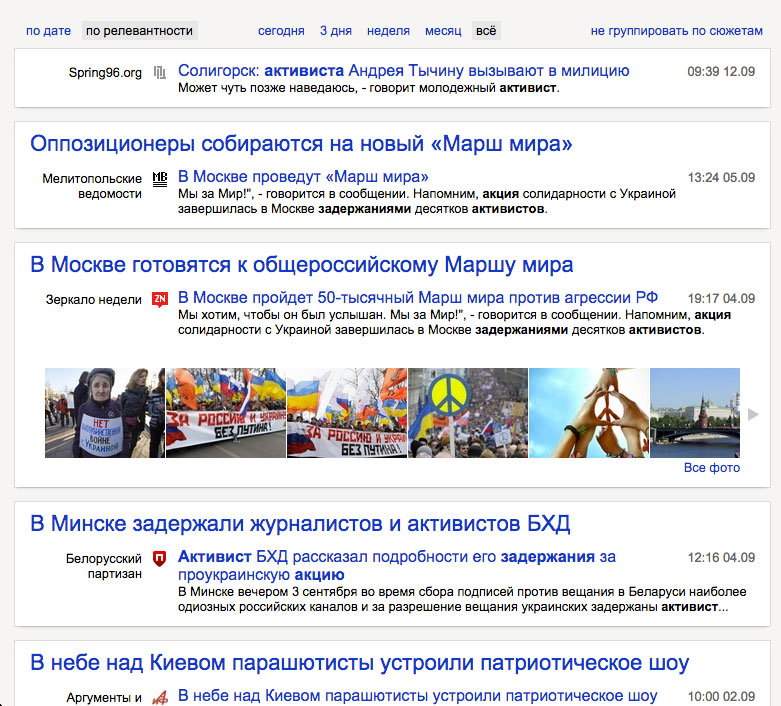 по дате по релевантности сегодня 3 дня неделя месяц всё не группировать по сюжетам
Spring96.org Солигорск: активиста Андрея Тычину вызывают в милицию 09:39 12.09
Может чуть позже наведаюсь, - говорит молодежный активист.
Оппозиционеры собираются на новый «Марш мира»
Мелитопольские ведомости МВ В Москве проведут «Марш мира» 13:24 05.09
Мы за Мир!", - говорится в сообщении. Напомним, акция солидарности с Украиной
завершилась в Москве задержаниями десятков активистов.
В Москве готовятся к общероссийскому Маршу мира
Зеркало недели ZN В Москве пройдет 50-тысячный Марш мира против агрессии РФ 19:17 04.09
Мы хотим, чтобы он был услышан. Мы за Мир!", - говорится в сообщении. Напомним, акция
солидарности с Украиной завершилась в Москве задержаниями десятков активистов.
НЕТ
ВОЙНЕ
УКРАИНОЙ
ЗА РОССИЮ И УКРАИНУ
БЕЗ ПУТИНА!
ЗА РОССИЮ И УКРАИНУ
БЕЗ ПУТИНА!
Все фото
В Минске задержали журналистов и активистов БХД
Белорусский партизан П Активист БХД рассказал подробности его задержания за 12:16 04.09
проукраинскую акцию
В Минске вечером 3 сентября во время сбора подписей против вещания в Беларуси наиболее
одиозных российских каналов и за разрешение вещания украинских задержаны активист...
В небе над Киевом парашютисты устроили патриотическое шоу
Аргументы и В небе над Киевом парашютисты устроили патриотическое шоу 10:00 02.09